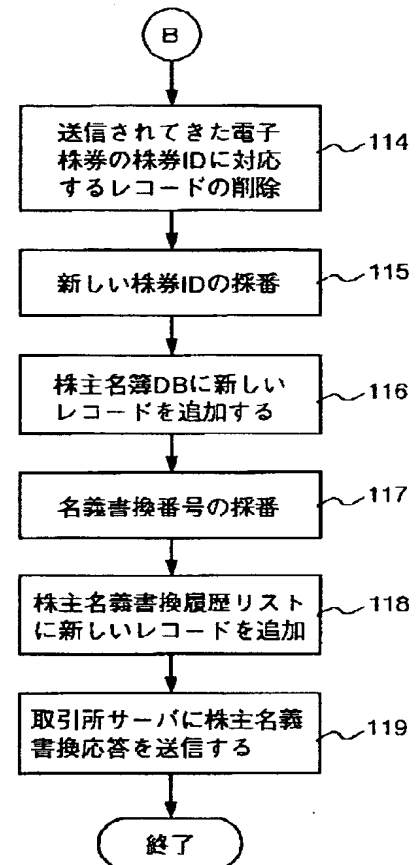 B
送信されてきた電子
株券の株券IDに対応
するレコードの削除
114
新しい株券IDの採番
115
株主名簿DBに新しい
レコードを追加する
116
名義書換番号の採番
117
株主名義書換履歴リスト
に新しいレコードを追加
118
取引所サーバに株主名義
書換応答を送信する
119
終了